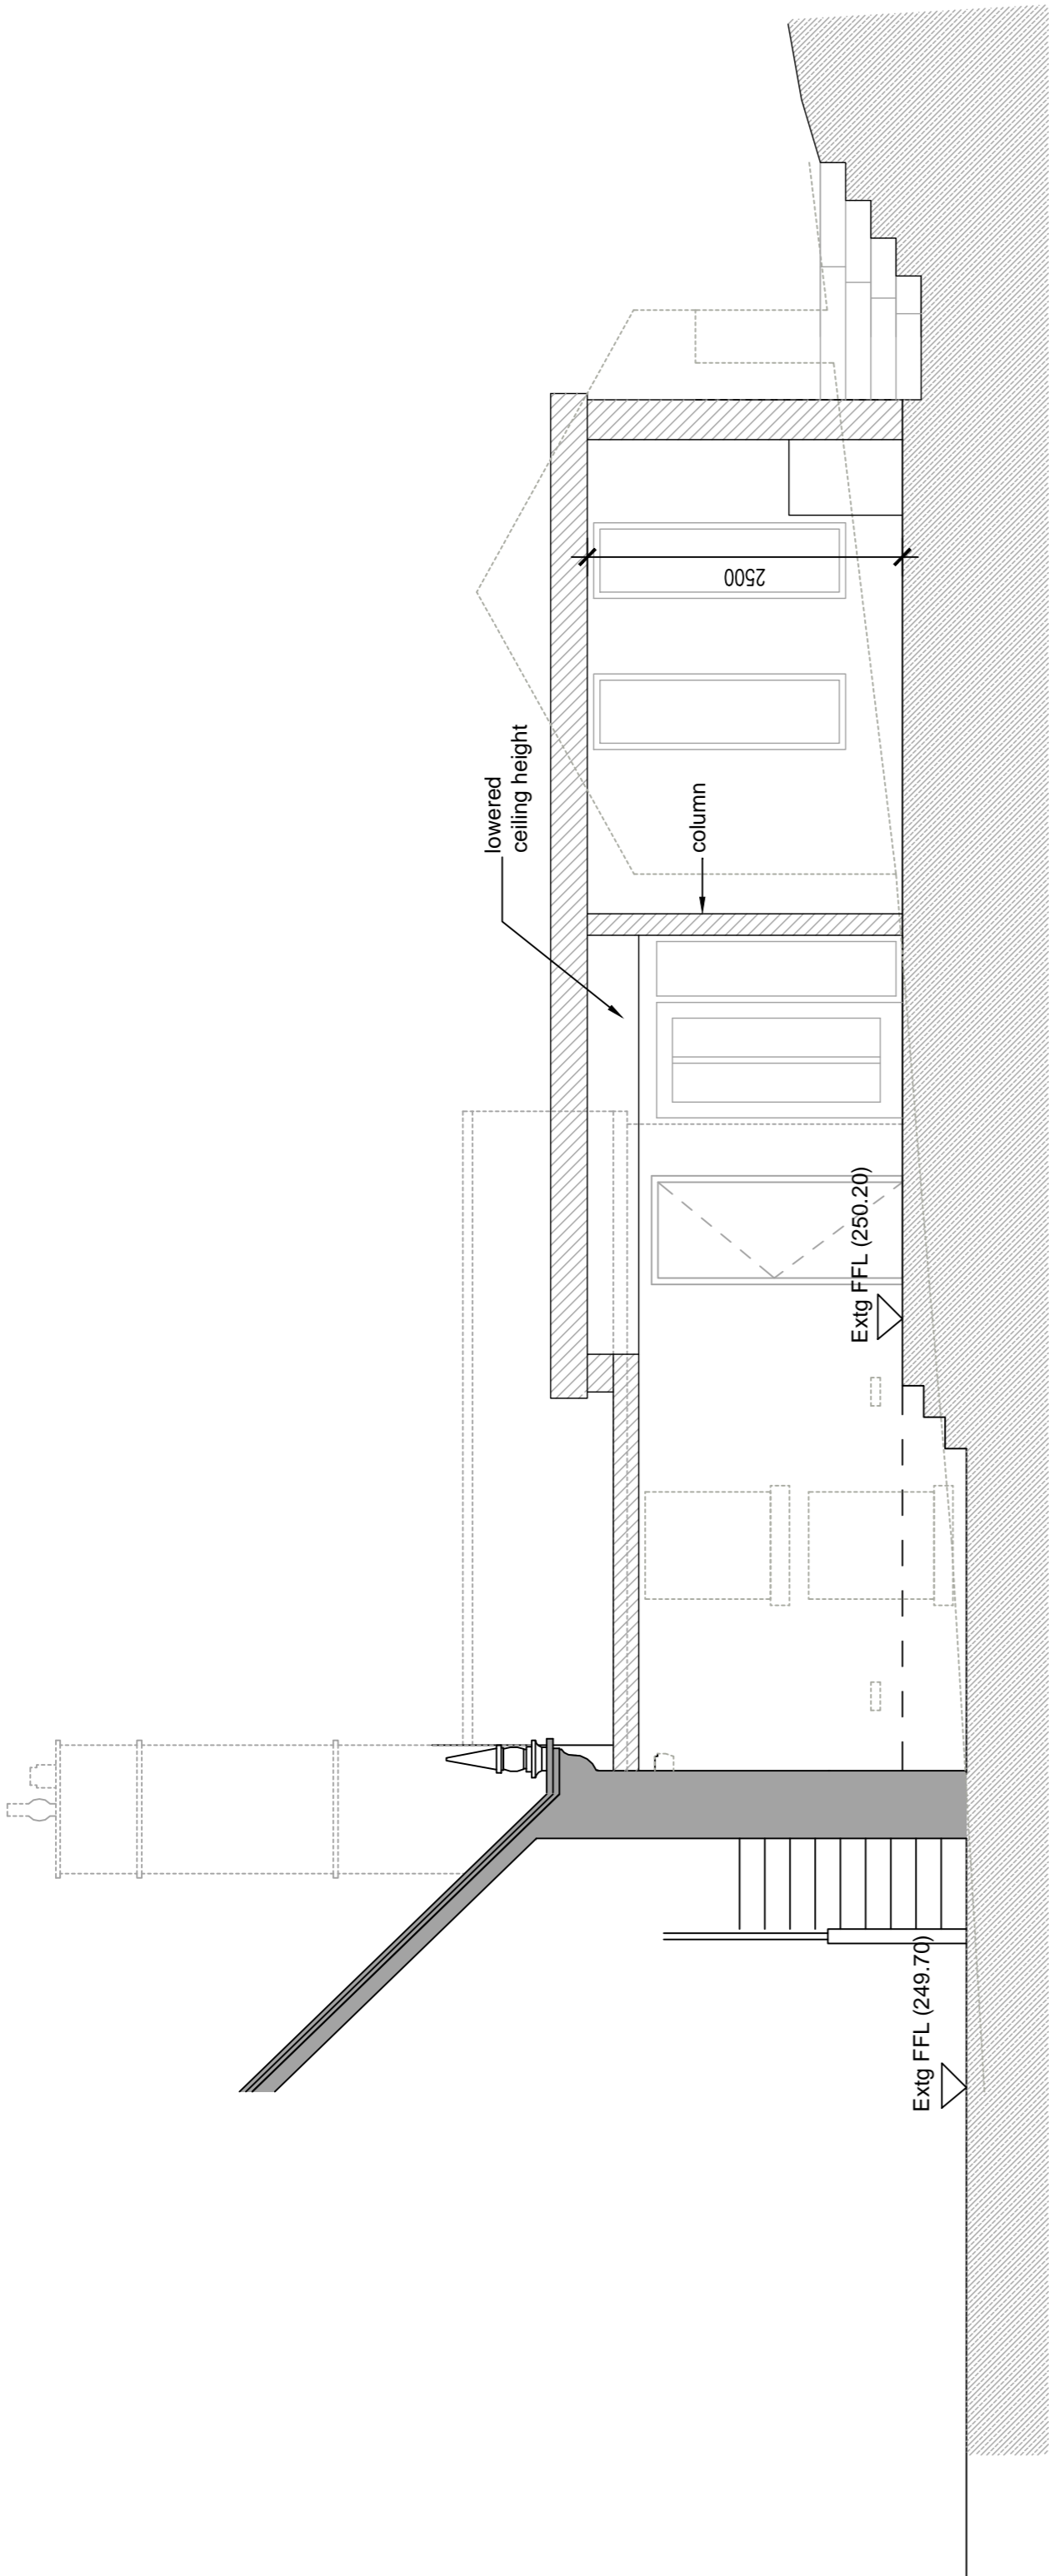 lowered
ceiling height
column
2500
Extg FFL (250.20)
Extg FFL (249.70)